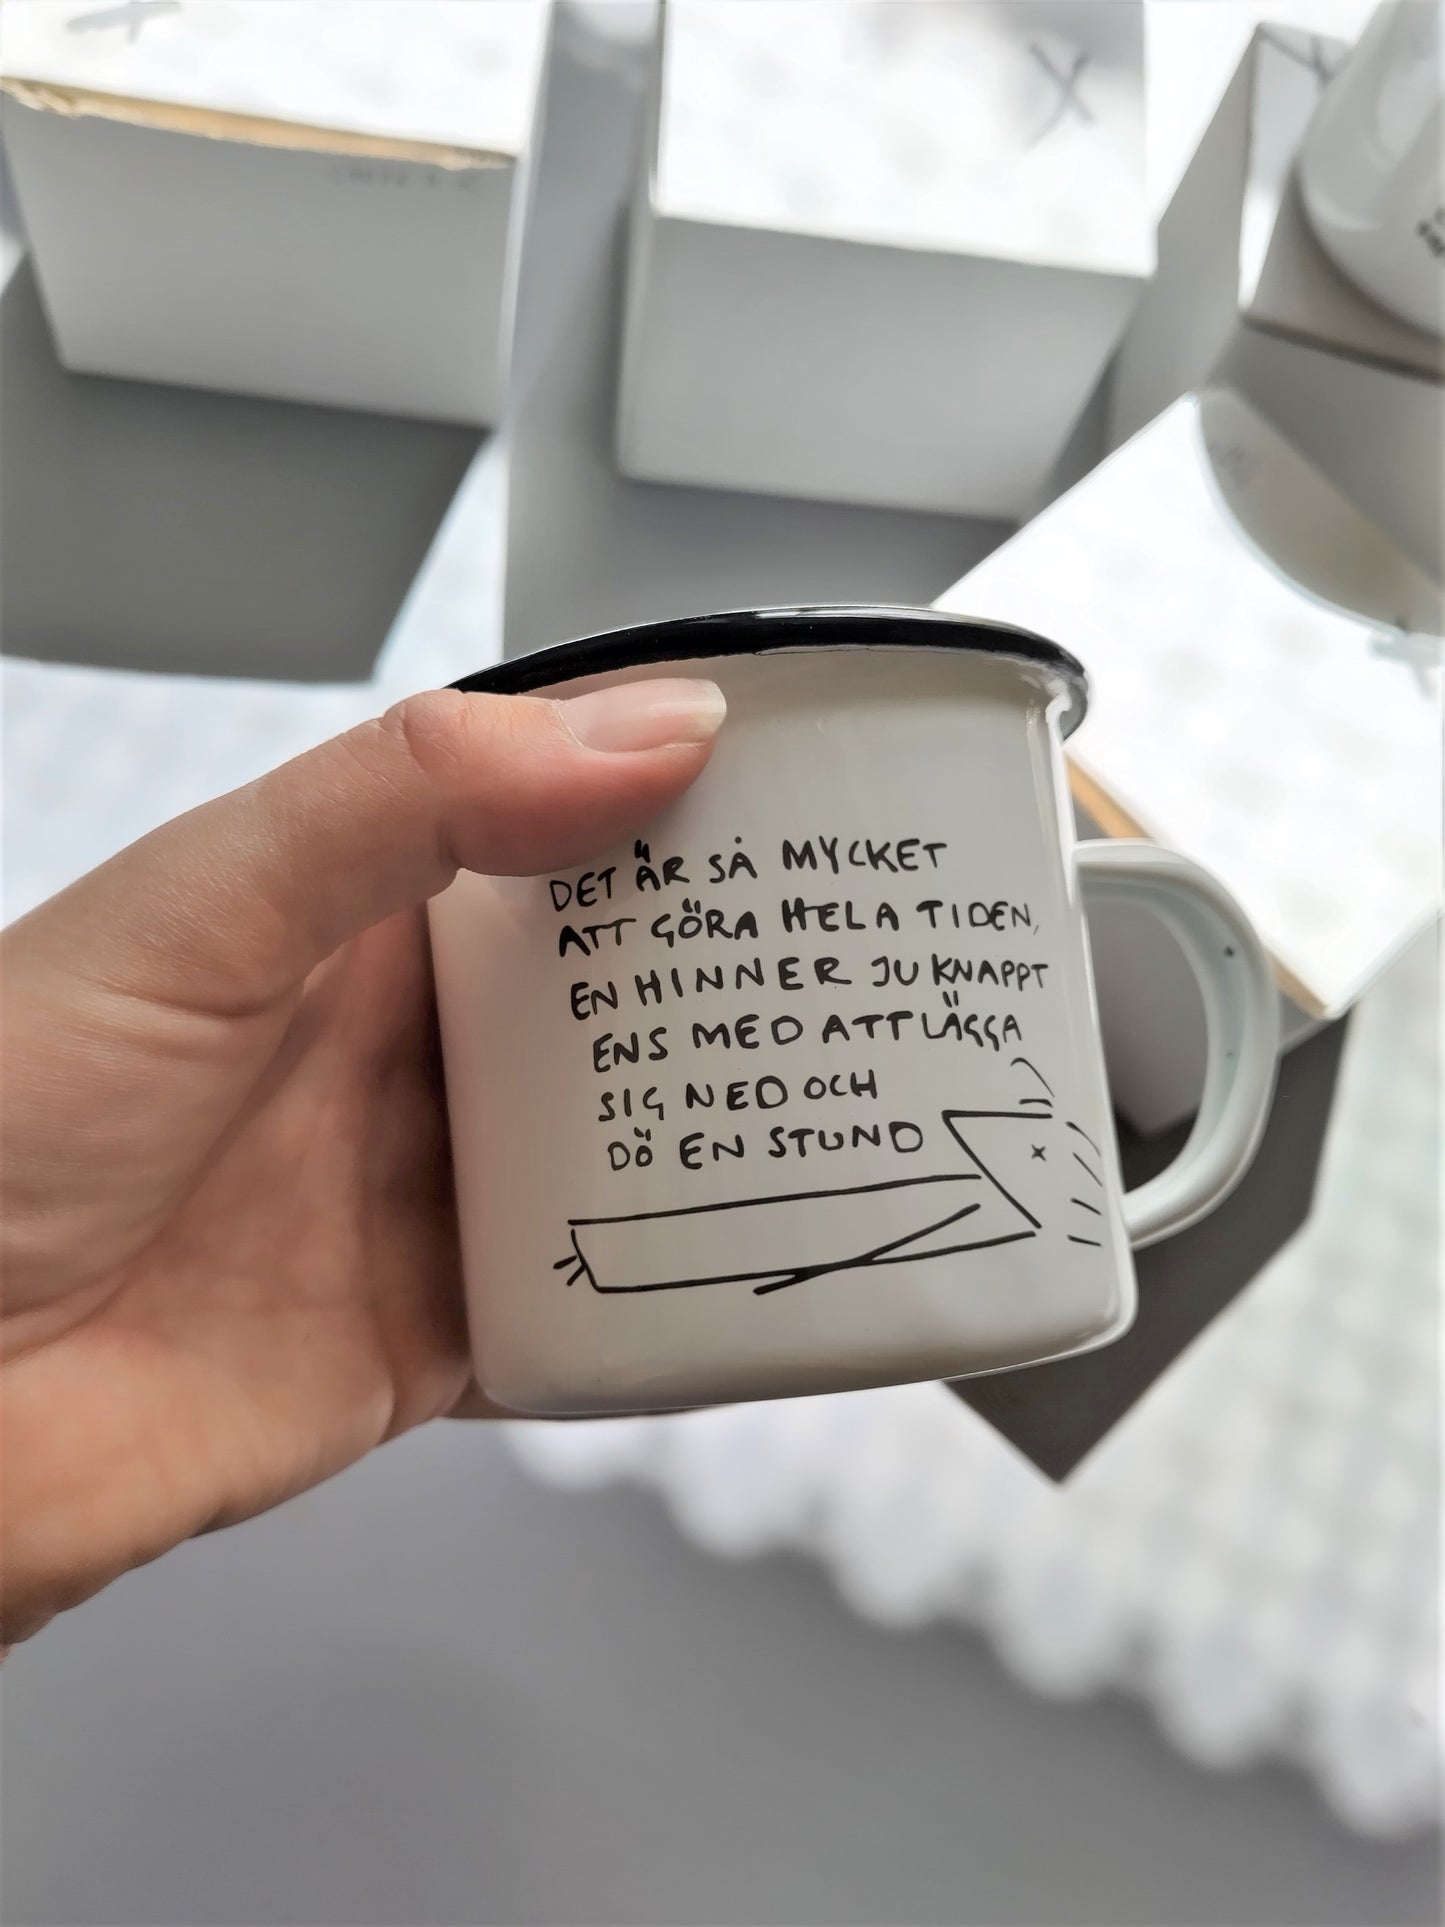 DET ÄR SÅ MYCKET
ATT GÖRA HELA TIDEN,
EN HINNER JU KNAPPT
ENS MED ATT LÄGGA
SIG NED OCH
DÖ EN STUND